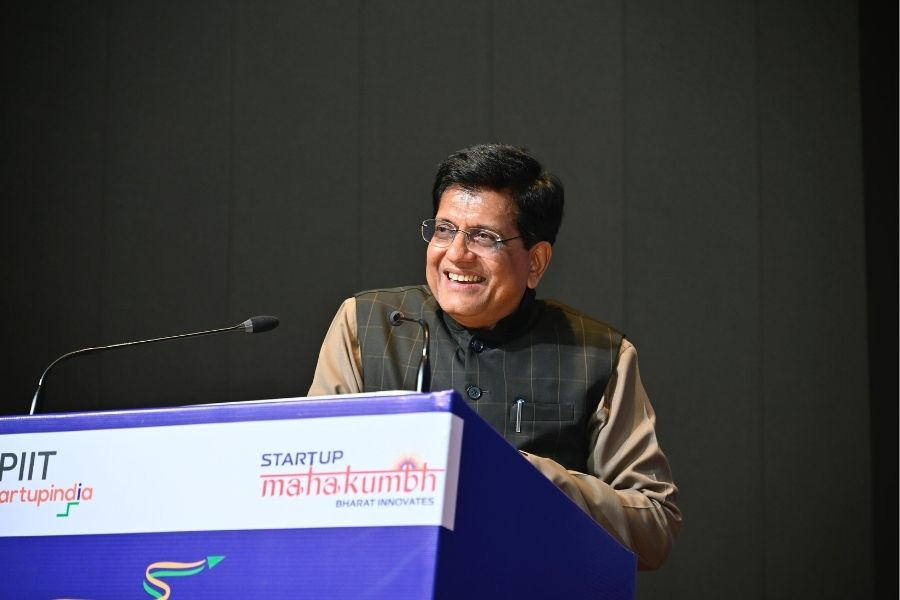 PIIT
artupindia
STARTUP
mahakumbh
BHARAT INNOVATES